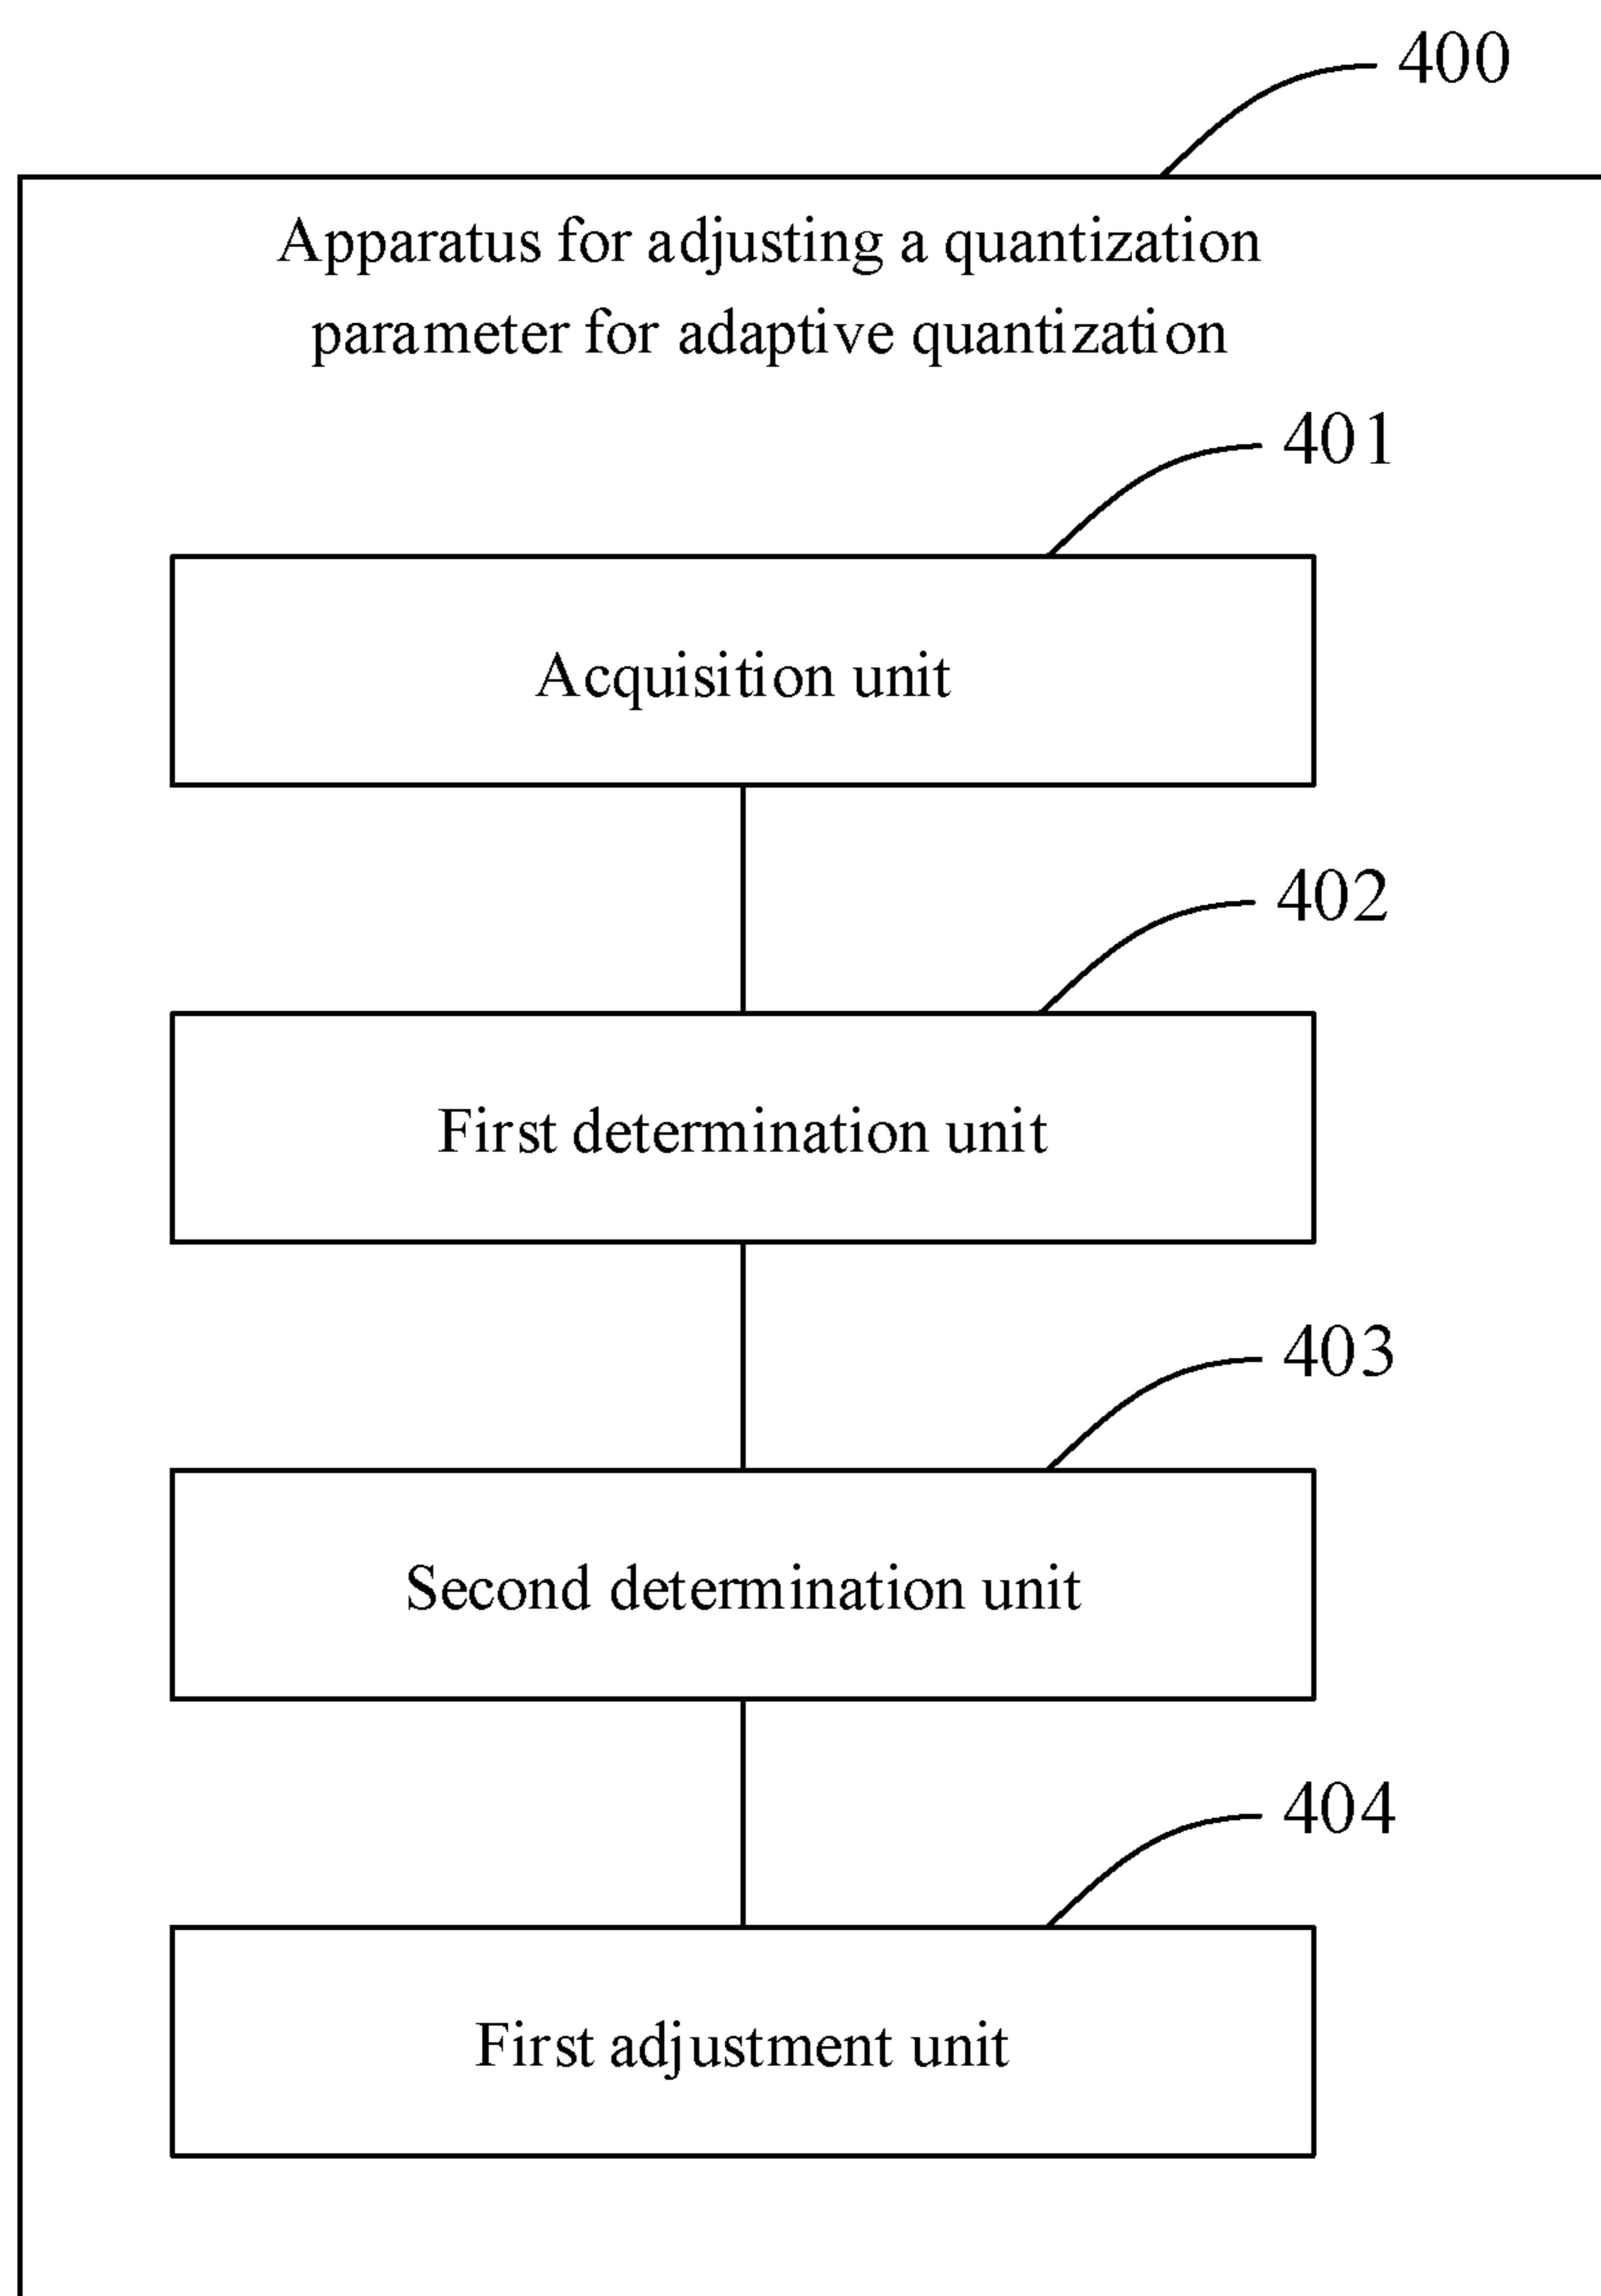 400
Apparatus for adjusting a quantization
parameter for adaptive quantization
401
Acquisition unit
402
First determination unit
403
Second determination unit
404
First adjustment unit